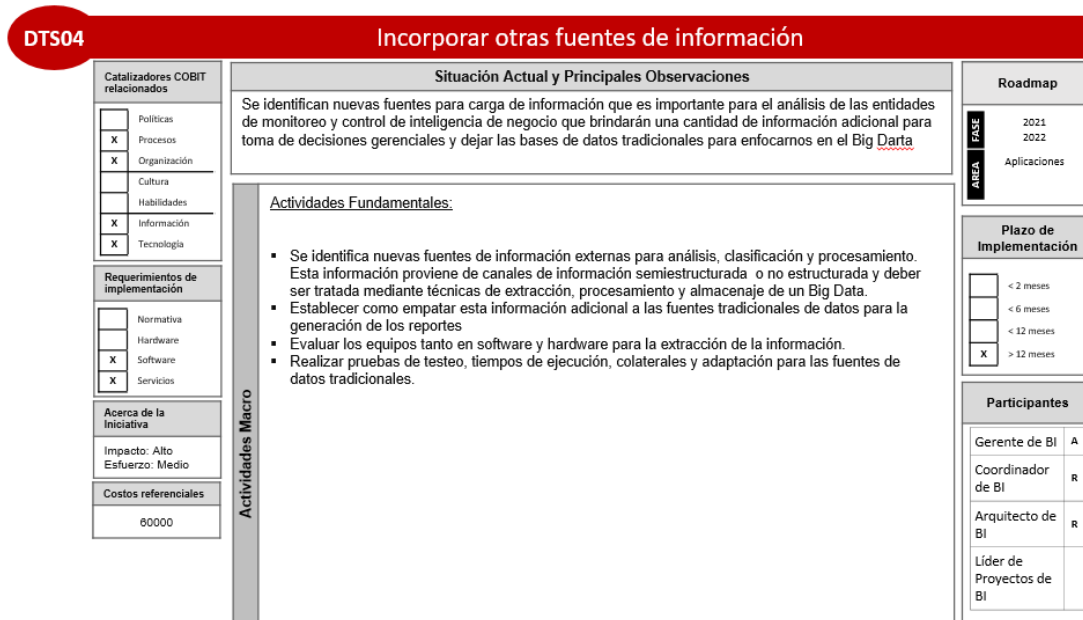 DTS04
Incorporar otras fuentes de información
Catalizadores COBIT
relacionados
Políticas
X Procesos
X Organización
Cultura
Habilidades
X Información
X Tecnología
Requerimientos de
implementación
Normativa
Hardware
X Software
X Servicios
Acerca de la
Iniciativa
Impacto: Alto
Esfuerzo: Medio
Costos referenciales
60000
Situación Actual y Principales Observaciones
Se identifican nuevas fuentes para carga de información que es importante para el análisis de las entidades
de monitoreo y control de inteligencia de negocio que brindarán una cantidad de información adicional para
toma de decisiones gerenciales y dejar las bases de datos tradicionales para enfocarnos en el Big Darta
Actividades Macro
Actividades Fundamentales:
▪ Se identifica nuevas fuentes de información externas para análisis, clasificación y procesamiento.
Esta información proviene de canales de información semiestructurada o no estructurada y deber
ser tratada mediante técnicas de extracción, procesamiento y almacenaje de un Big Data.
▪ Establecer como empatar esta información adicional a las fuentes tradicionales de datos para la
generación de los reportes
▪ Evaluar los equipos tanto en software y hardware para la extracción de la información.
▪ Realizar pruebas de testeo, tiempos de ejecución, colaterales y adaptación para las fuentes de
datos tradicionales.
Roadmap
FASE
2021
2022
AREA
Aplicaciones
Plazo de
Implementación
< 2 meses
< 6 meses
< 12 meses
X > 12 meses
Participantes
Gerente de BI A
Coordinador
de BI R
Arquitecto de
BI R
Líder de
Proyectos de
BI